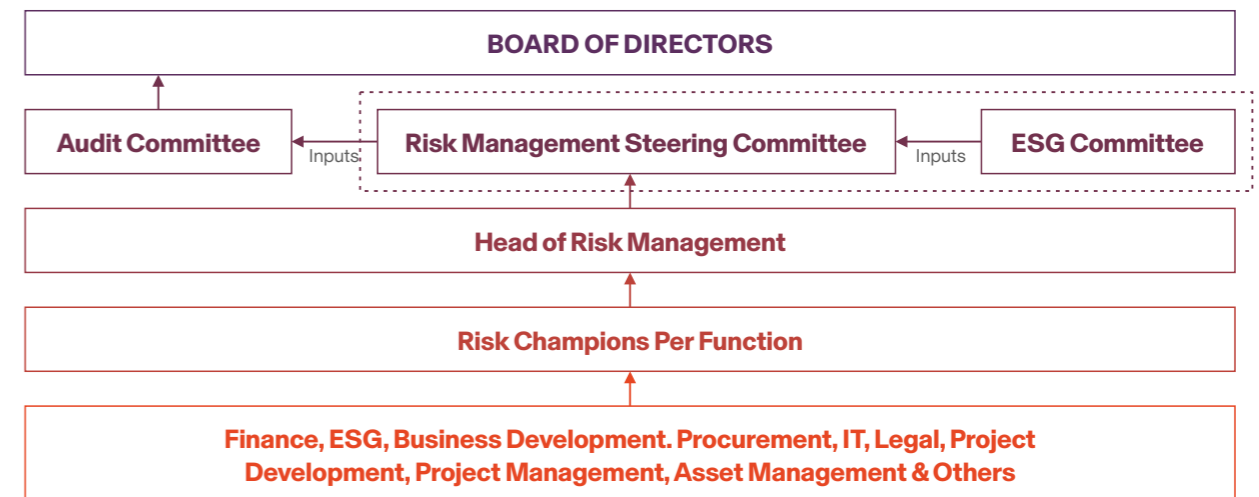 BOARD OF DIRECTORS
Audit Committee
Inputs
Risk Management Steering Committee
Inputs
ESG Committee
Head of Risk Management
Risk Champions Per Function
Finance, ESG, Business Development. Procurement, IT, Legal, Project
Development, Project Management, Asset Management & Others